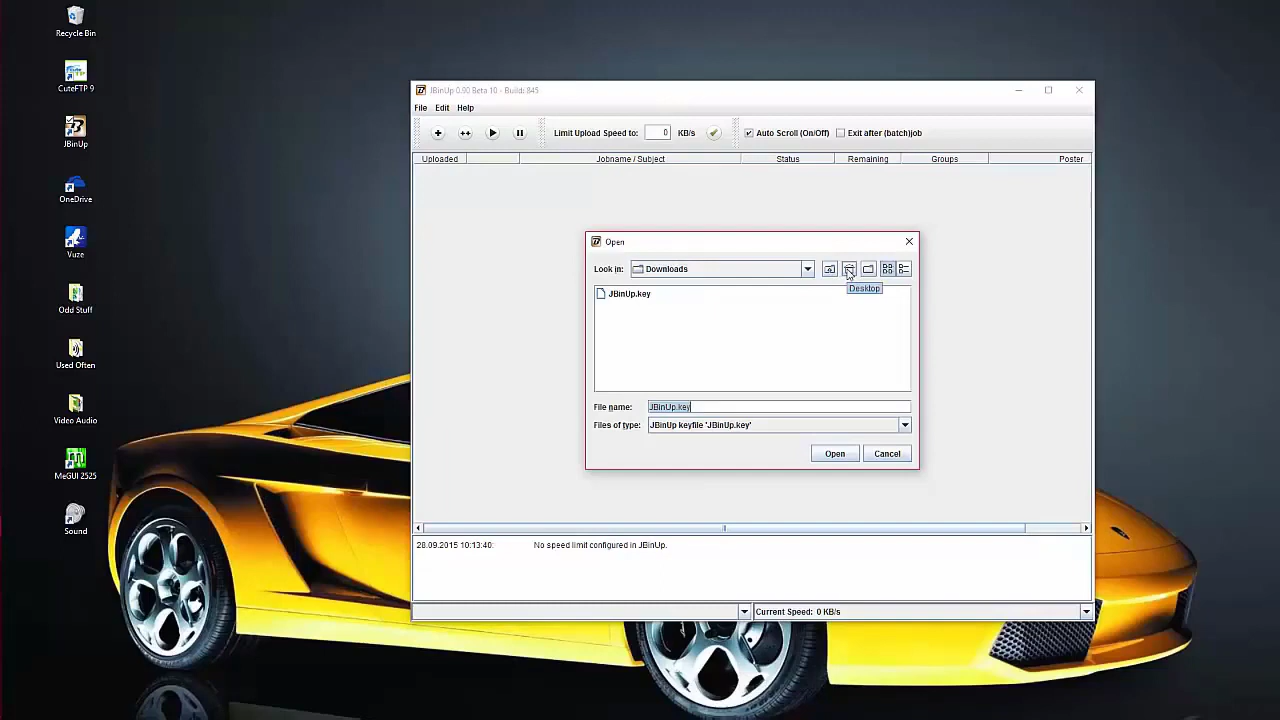 Recycle Bin
CuteFTP 9
JBinUp
OneDrive
Vuze
Odd Stuff
Used Often
Video Audio
MeGUI 2525
Sound
JBinUp 0.90 Beta 10 - Build: 845
File Edit Help
Limit Upload Speed to: 0 KB/s Auto Scroll (On/Off) Exit after (batch)job
Uploaded Jobname / Subject Status Remaining Groups Poster
Open
Look in: Downloads
Desktop
JBinUp.key
File name: JBinUp.key
Files of type: JBinUp keyfile 'JBinUp.key'
Open Cancel
28.09.2015 10:13:40: No speed limit configured in JBinUp.
Current Speed: 0 KB/s